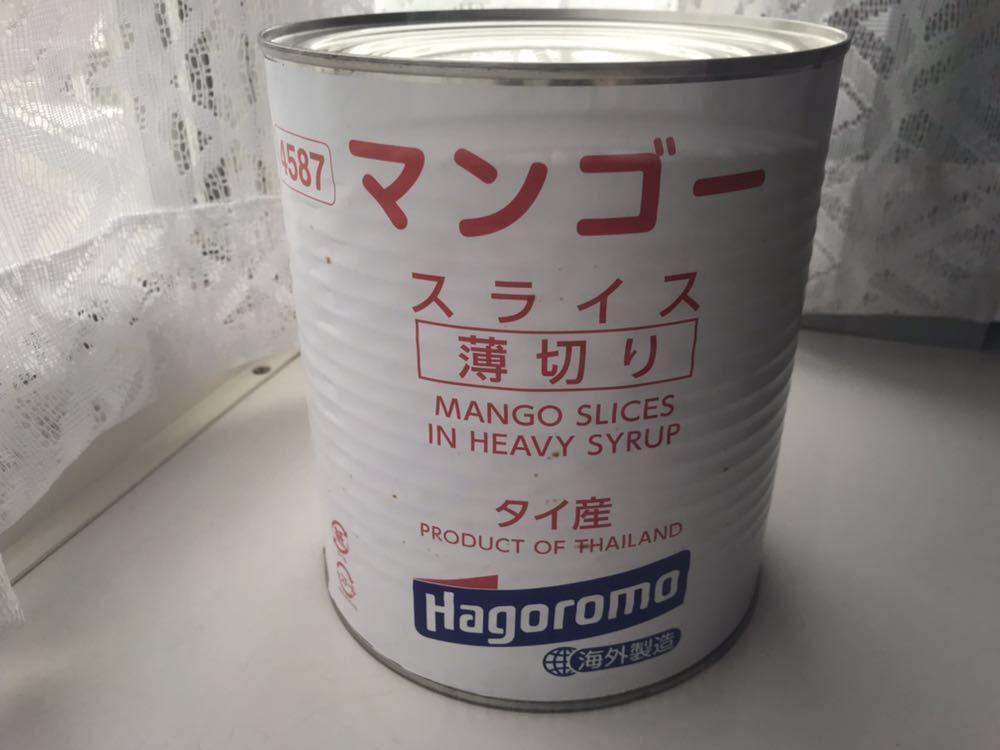 4587
マンゴー
スライス
薄切り
MANGO SLICES
IN HEAVY SYRUP
タイ産
PRODUCT OF THAILAND
Hagoromo
海外製造